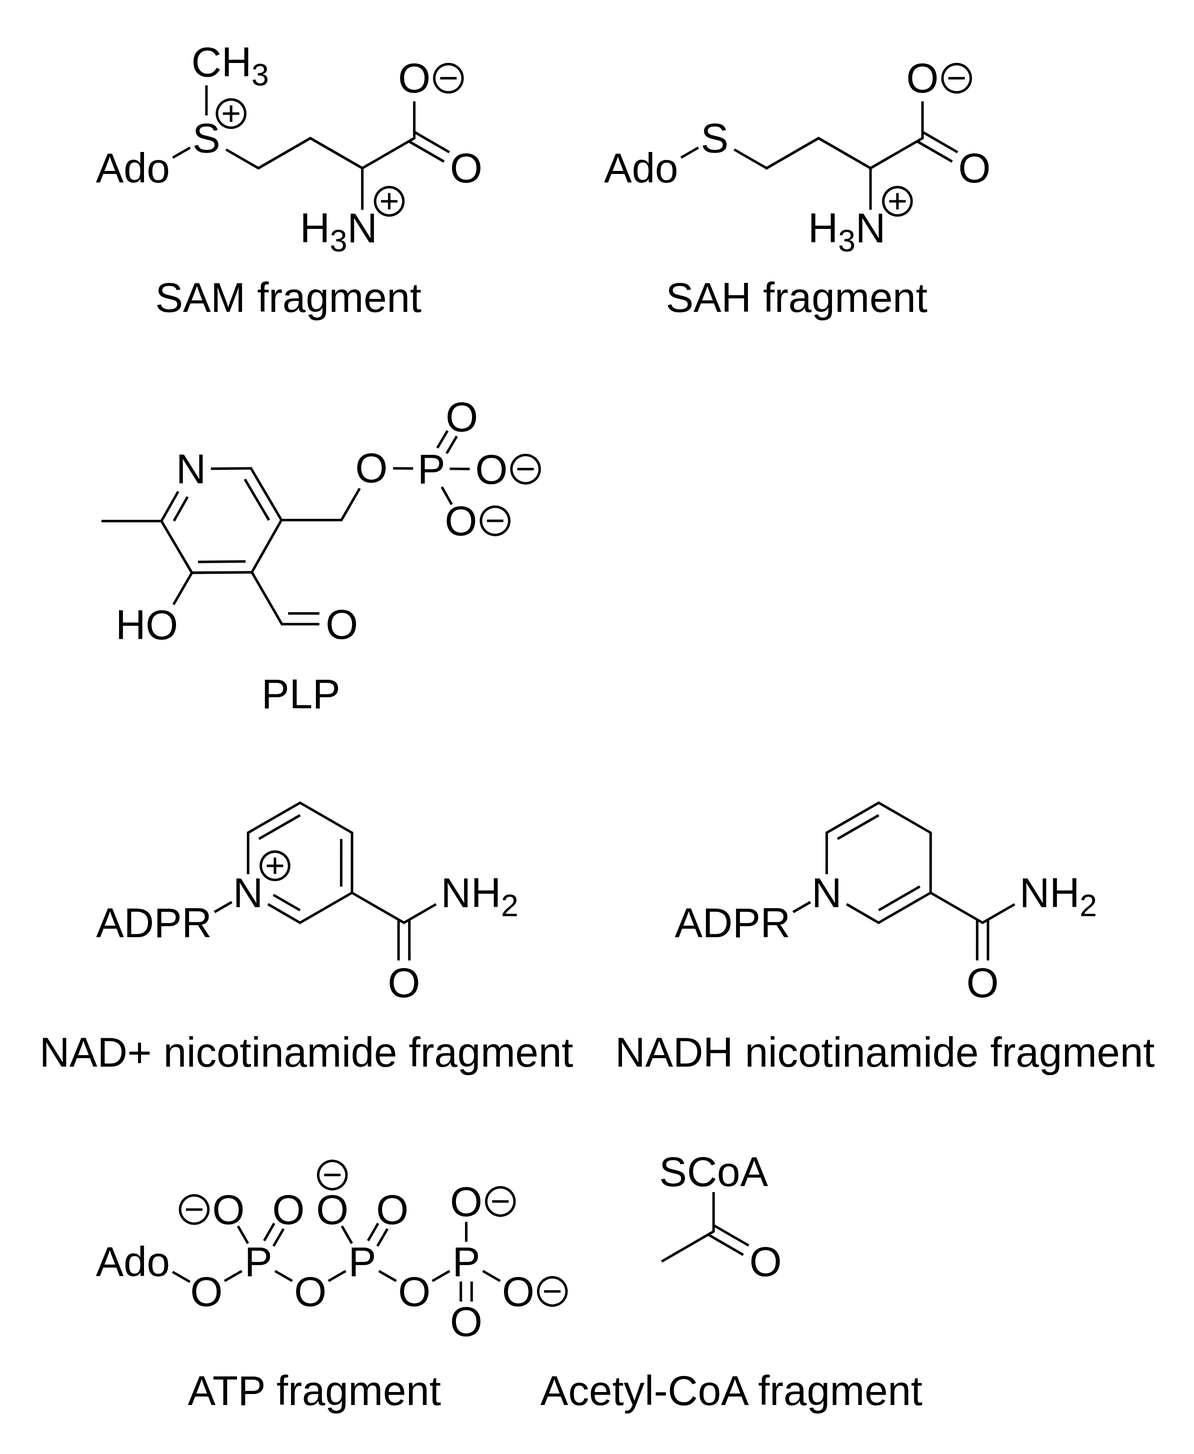 CH3
O⊖
S⊕
Ado
O
H3N⊕
SAM fragment
O⊖
S
Ado
O
H3N⊕
SAH fragment
O
N
O P O⊖
O⊖
HO
O
PLP
⊕
N
NH2
ADPR
O
NAD+ nicotinamide fragment
N
NH2
ADPR
O
NADH nicotinamide fragment
⊖
⊖O O O O O⊖
Ado P P P
O O O O⊖
O
ATP fragment
SCoA
O
Acetyl-CoA fragment